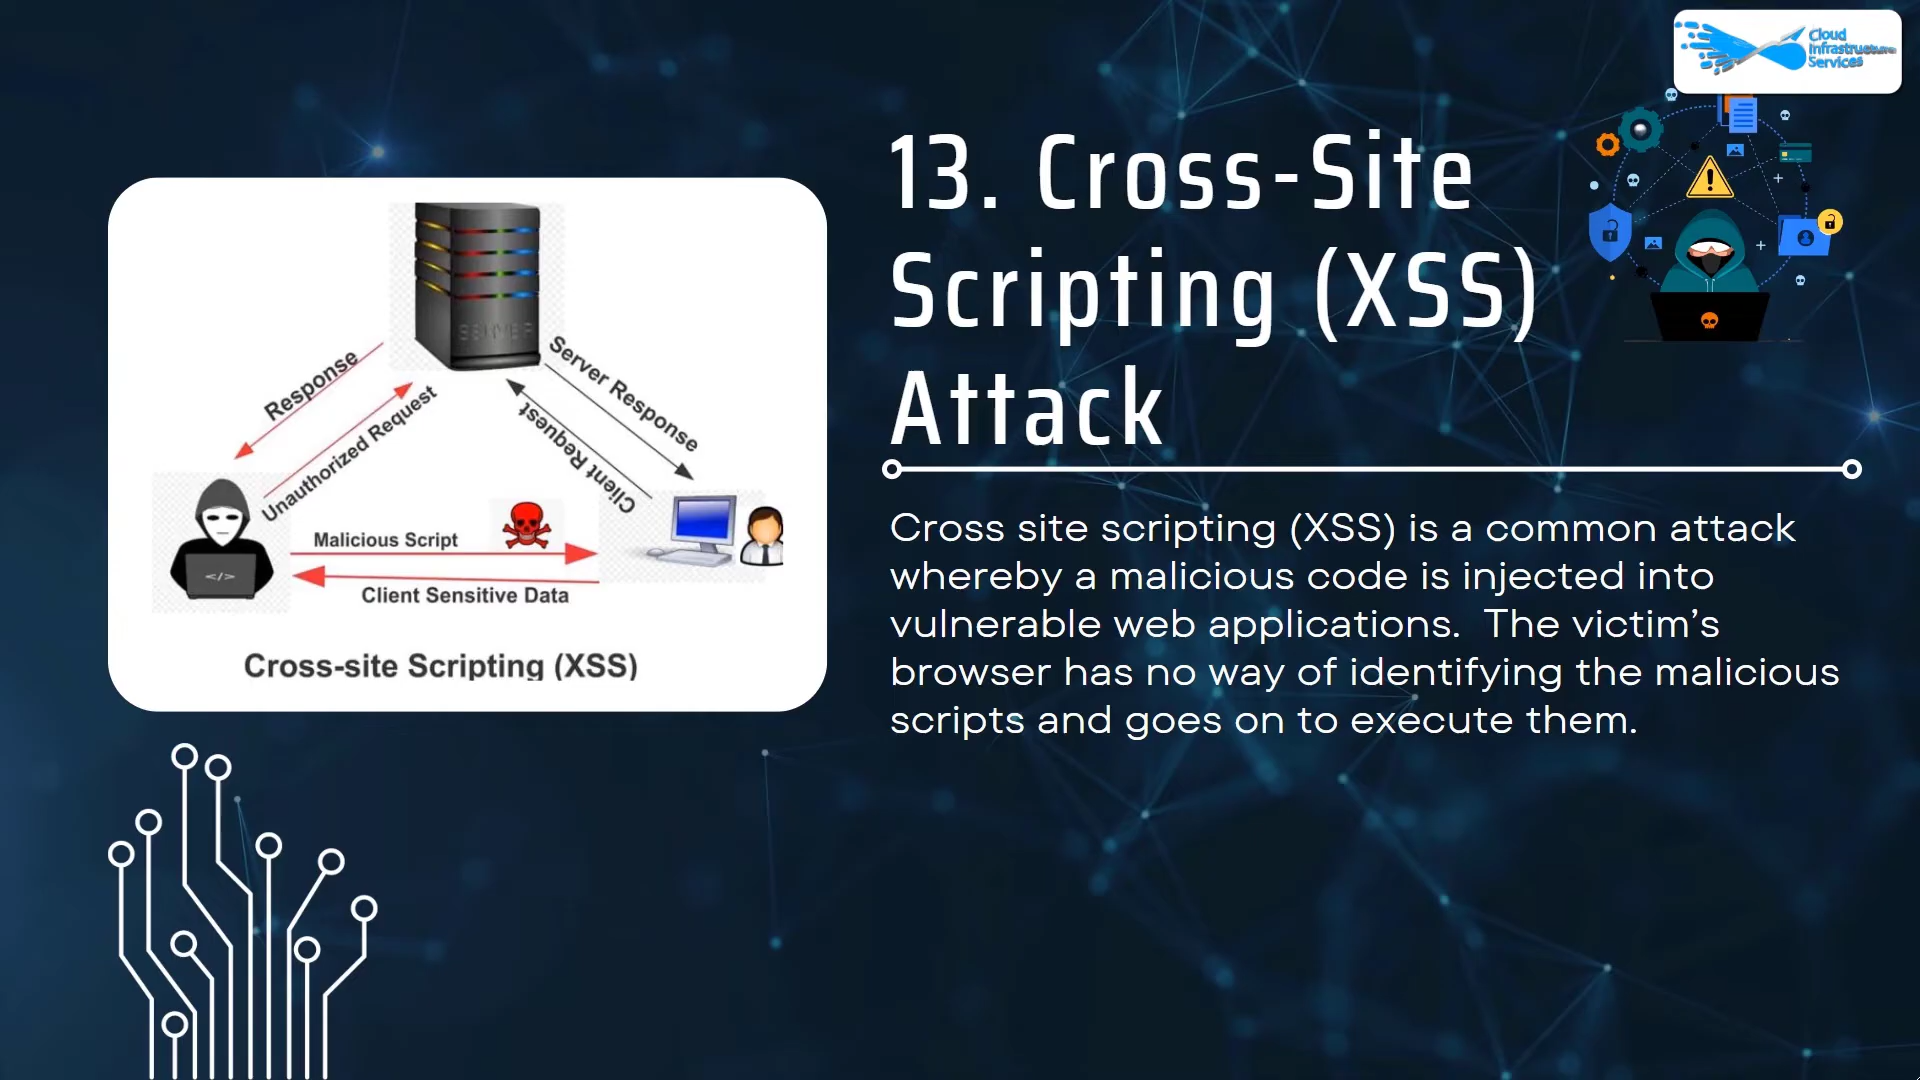 Cloud
Infrastructure
Services
13. Cross-Site
Scripting (XSS)
Attack
Cross site scripting (XSS) is a common attack
whereby a malicious code is injected into
vulnerable web applications.  The victim's
browser has no way of identifying the malicious
scripts and goes on to execute them.
SERVER
Response
Unauthorized Request
Server Response
Client Request
Malicious Script
</>
Client Sensitive Data
Cross-site Scripting (XSS)